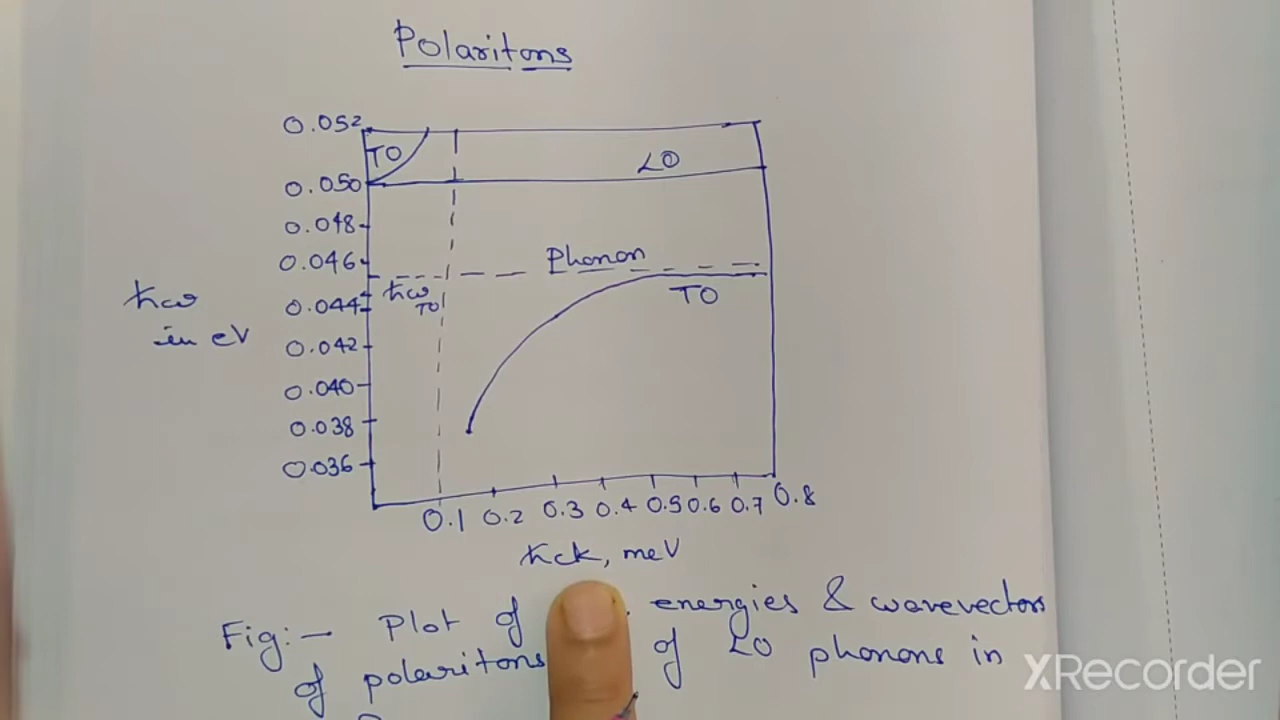 Polaritons
0.052
TO
LO
0.050
0.048
0.046
Phonon
ħω
in eV
0.044
ħω TO
TO
0.042
0.040
0.038
0.036
0.1 0.2 0.3 0.4 0.5 0.6 0.7 0.8
ħck, meV
Fig:- Plot of energies & wavevectors
of polaritons of LO phonons in
XRecorder